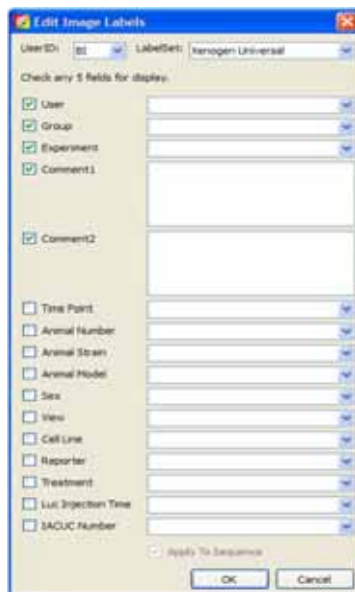 Edit Image Labels
UserID: BI LabelSet: Xenogen Universal
Check any 5 fields for display.
User
Group
Experiment
Comment1
Comment2
Time Point
Animal Number
Animal Strain
Animal Model
Sex
View
Cell Line
Reporter
Treatment
Luc Injection Time
IACUC Number
Apply To Sequence
OK Cancel